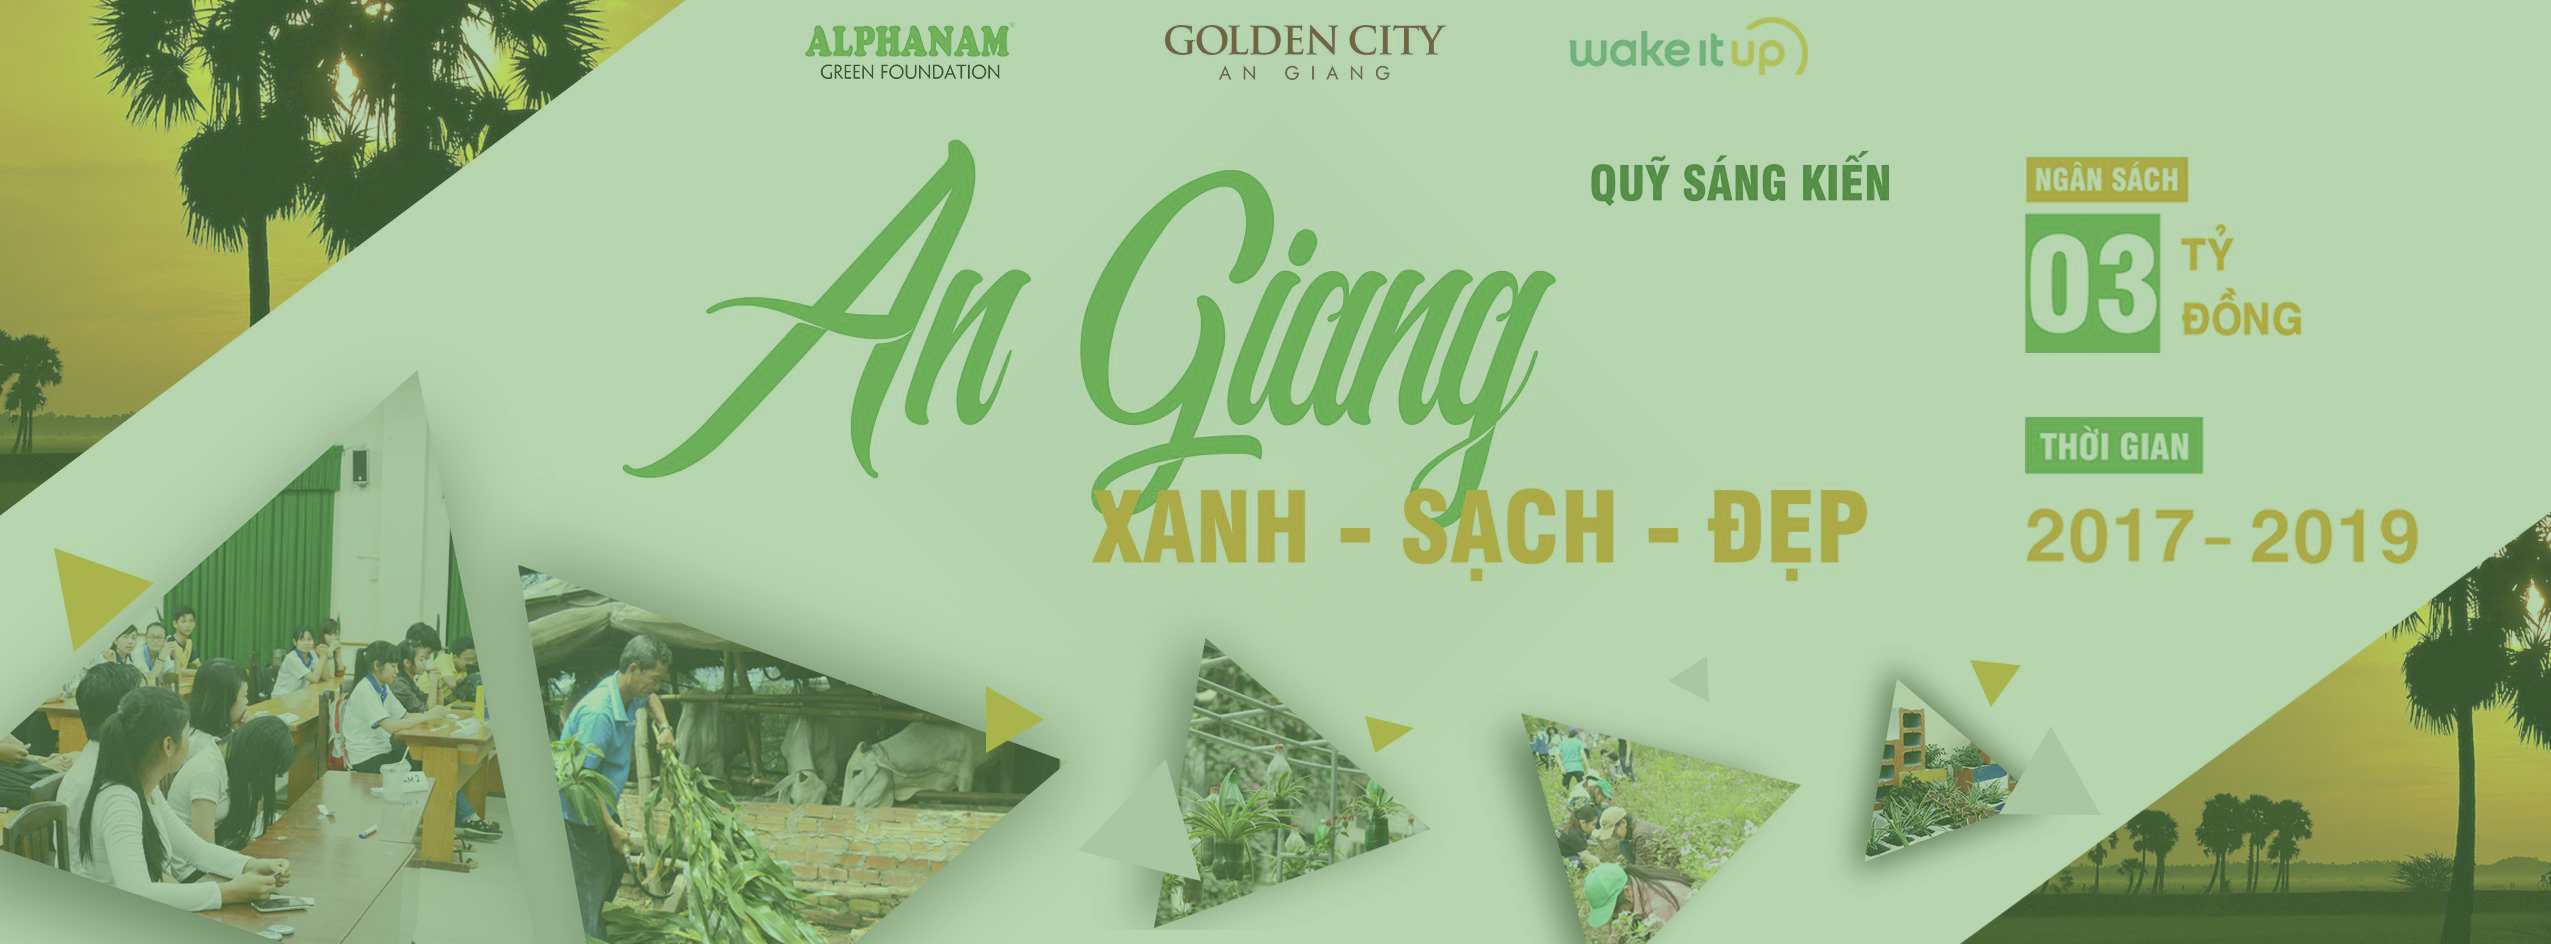 ALPHANAM
GREEN FOUNDATION
GOLDEN CITY
AN GIANG
wake it up
QUỸ SÁNG KIẾN
An Giang
XANH - SẠCH - ĐẸP
NGÂN SÁCH
03 TỶ
ĐỒNG
THỜI GIAN
2017 - 2019